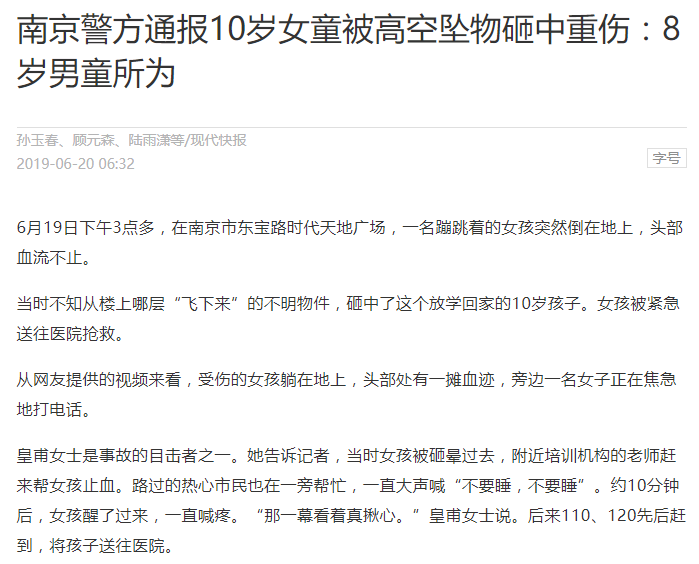 南京警方通报10岁女童被高空坠物砸中重伤：8
岁男童所为
孙玉春、顾元森、陆雨潇等/现代快报
2019-06-20 06:32
字号
6月19日下午3点多，在南京市东宝路时代天地广场，一名蹦跳着的女孩突然倒在地上，头部
血流不止。
当时不知从楼上哪层“飞下来”的不明物件，砸中了这个放学回家的10岁孩子。女孩被紧急
送往医院抢救。
从网友提供的视频来看，受伤的女孩躺在地上，头部处有一摊血迹，旁边一名女子正在焦急
地打电话。
皇甫女士是事故的目击者之一。她告诉记者，当时女孩被砸晕过去，附近培训机构的老师赶
来帮女孩止血。路过的热心市民也在一旁帮忙，一直大声喊“不要睡，不要睡”。约10分钟
后，女孩醒了过来，一直喊疼。“那一幕看着真揪心。”皇甫女士说。后来110、120先后赶
到，将孩子送往医院。